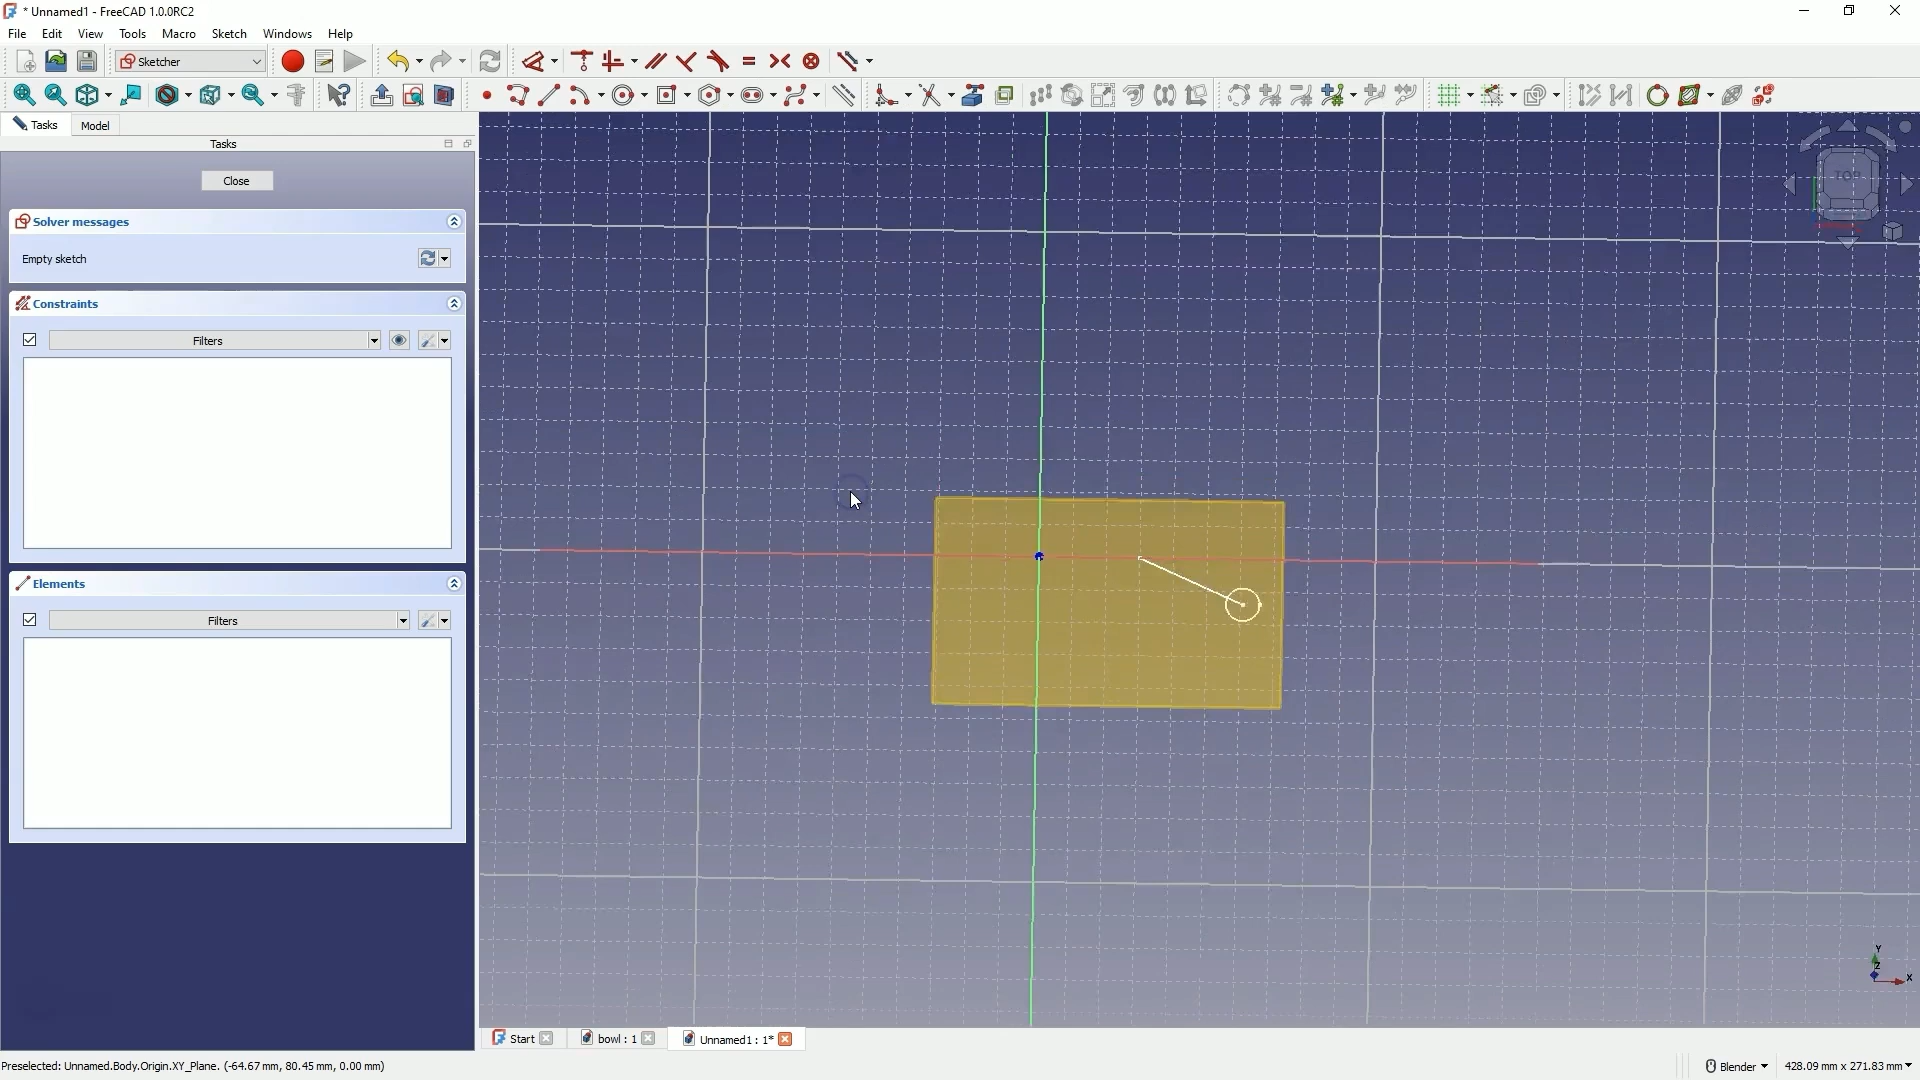 * Unnamed1 - FreeCAD 1.0.0RC2
File Edit View Tools Macro Sketch Windows Help
Sketcher
Tasks Model
Tasks
Close
Solver messages
Empty sketch
Constraints
Filters
Elements
Filters
TOP
Y
Z
X
Start
bowl : 1
Unnamed1 : 1*
Preselected: Unnamed.Body.Origin.XY_Plane. (-64.67 mm, 80.45 mm, 0.00 mm)
Blender
428.09 mm x 271.83 mm